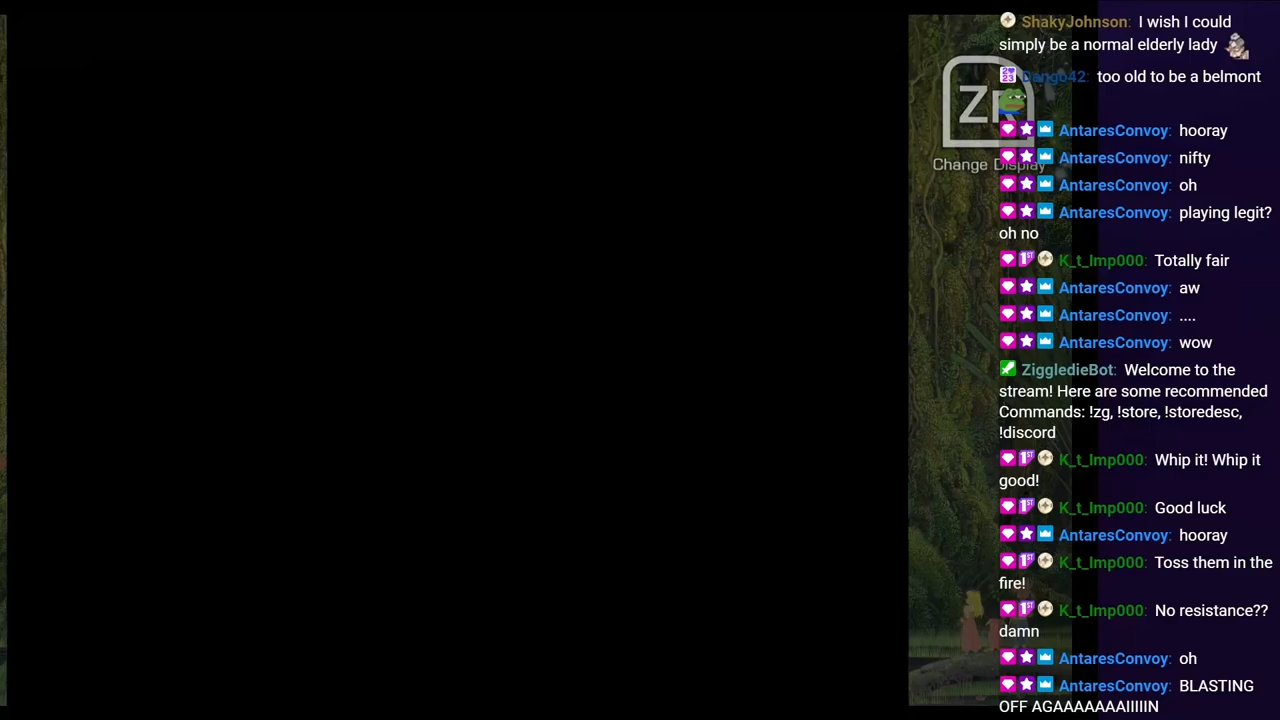 ShakyJohnson: I wish I could
simply be a normal elderly lady
Dango42: too old to be a belmont
ZR
AntaresConvoy: hooray
Change Display
AntaresConvoy: nifty
AntaresConvoy: oh
AntaresConvoy: playing legit?
oh no
K_t_Imp000: Totally fair
AntaresConvoy: aw
AntaresConvoy: ....
AntaresConvoy: wow
ZiggledieBot: Welcome to the
stream! Here are some recommended
Commands: !zg, !store, !storedesc,
!discord
K_t_Imp000: Whip it! Whip it
good!
K_t_Imp000: Good luck
AntaresConvoy: hooray
K_t_Imp000: Toss them in the
fire!
K_t_Imp000: No resistance??
damn
AntaresConvoy: oh
AntaresConvoy: BLASTING
OFF AGAAAAAAAIIIIIN